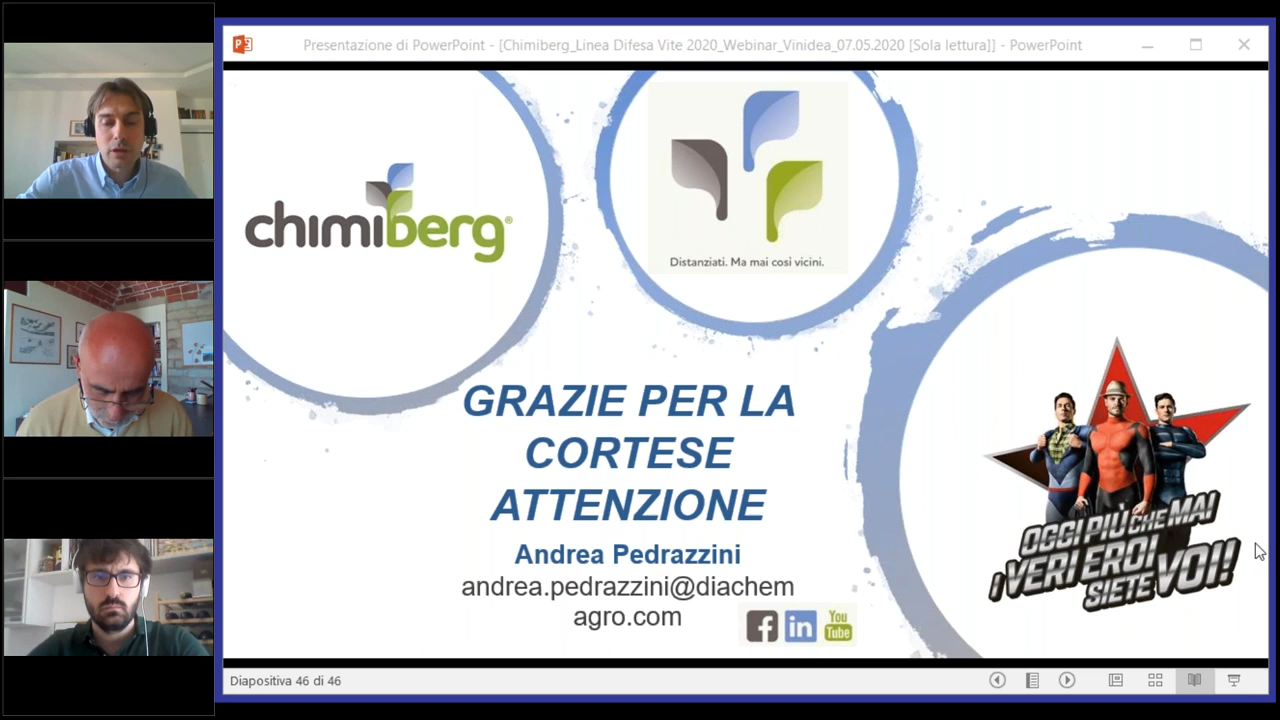 Presentazione di PowerPoint - [Chimiberg_Linea Difesa Vite 2020_Webinar_Vinidea_07.05.2020 [Sola lettura]] - PowerPoint
chimiberg®
Distanziati. Ma mai così vicini.
GRAZIE PER LA
CORTESE
ATTENZIONE
Andrea Pedrazzini
andrea.pedrazzini@diachem
agro.com
You
Tube
OGGI PIÙ CHE MAI
I VERI EROI
SIETE VOI!
Diapositiva 46 di 46